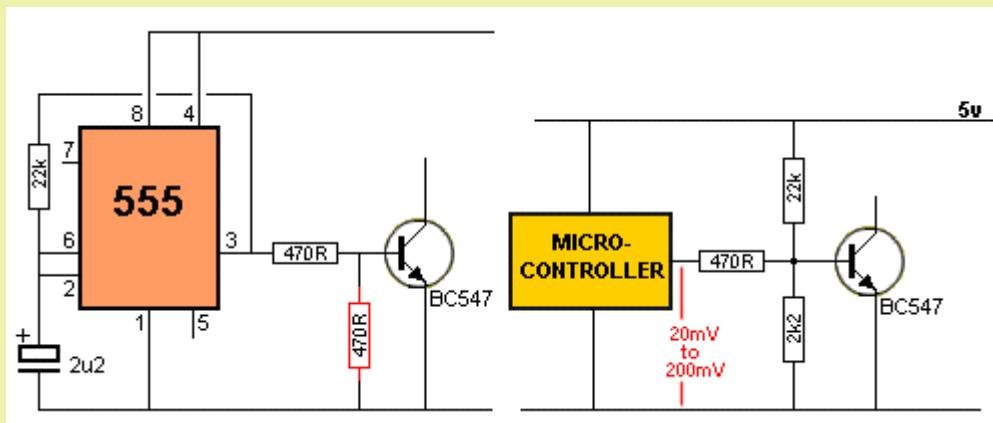 8
4
22k
7
555
6
3
470R
2
BC547
1
5
470R
+
2u2
5v
22k
MICRO-
CONTROLLER
470R
BC547
20mV
to
200mV
2k2